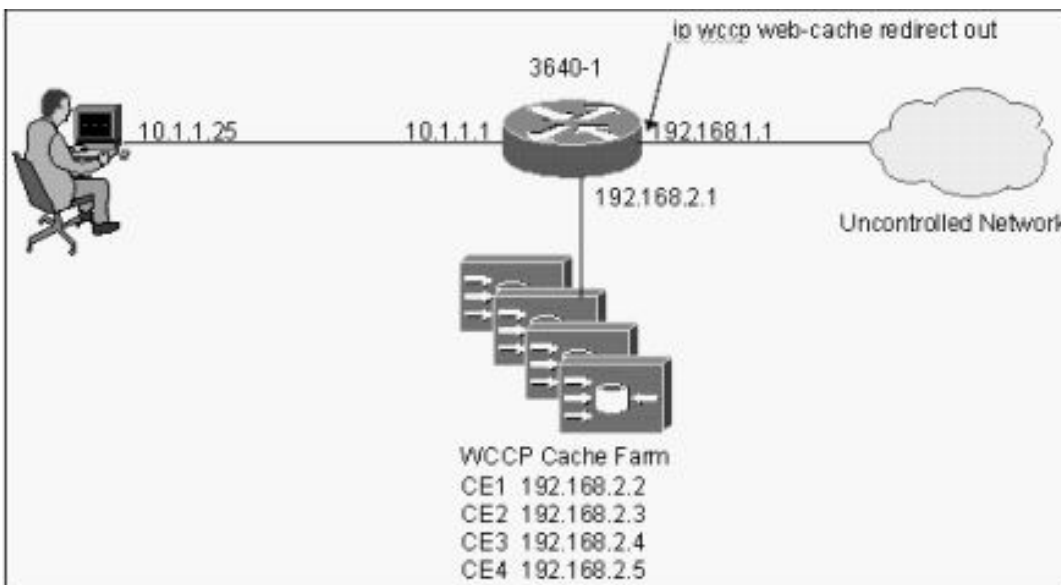 ip wccp web-cache redirect out
3640-1
10.1.1.25
10.1.1.1
192.168.1.1
192.168.2.1
Uncontrolled Network
WCCP Cache Farm
CE1 192.168.2.2
CE2 192.168.2.3
CE3 192.168.2.4
CE4 192.168.2.5